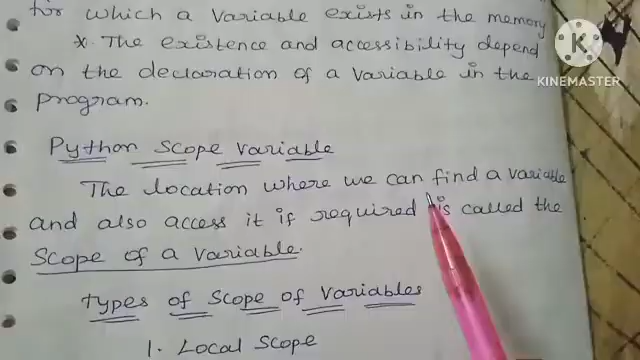 for which a variable exists in the memory
* The existence and accessibility depend
on the declaration of a variable in the
program.
Python Scope Variable
The location where we can find a variable
and also access it if required is called the
Scope of a variable.
Types of Scope of Variables
1. Local Scope
KINEMASTER